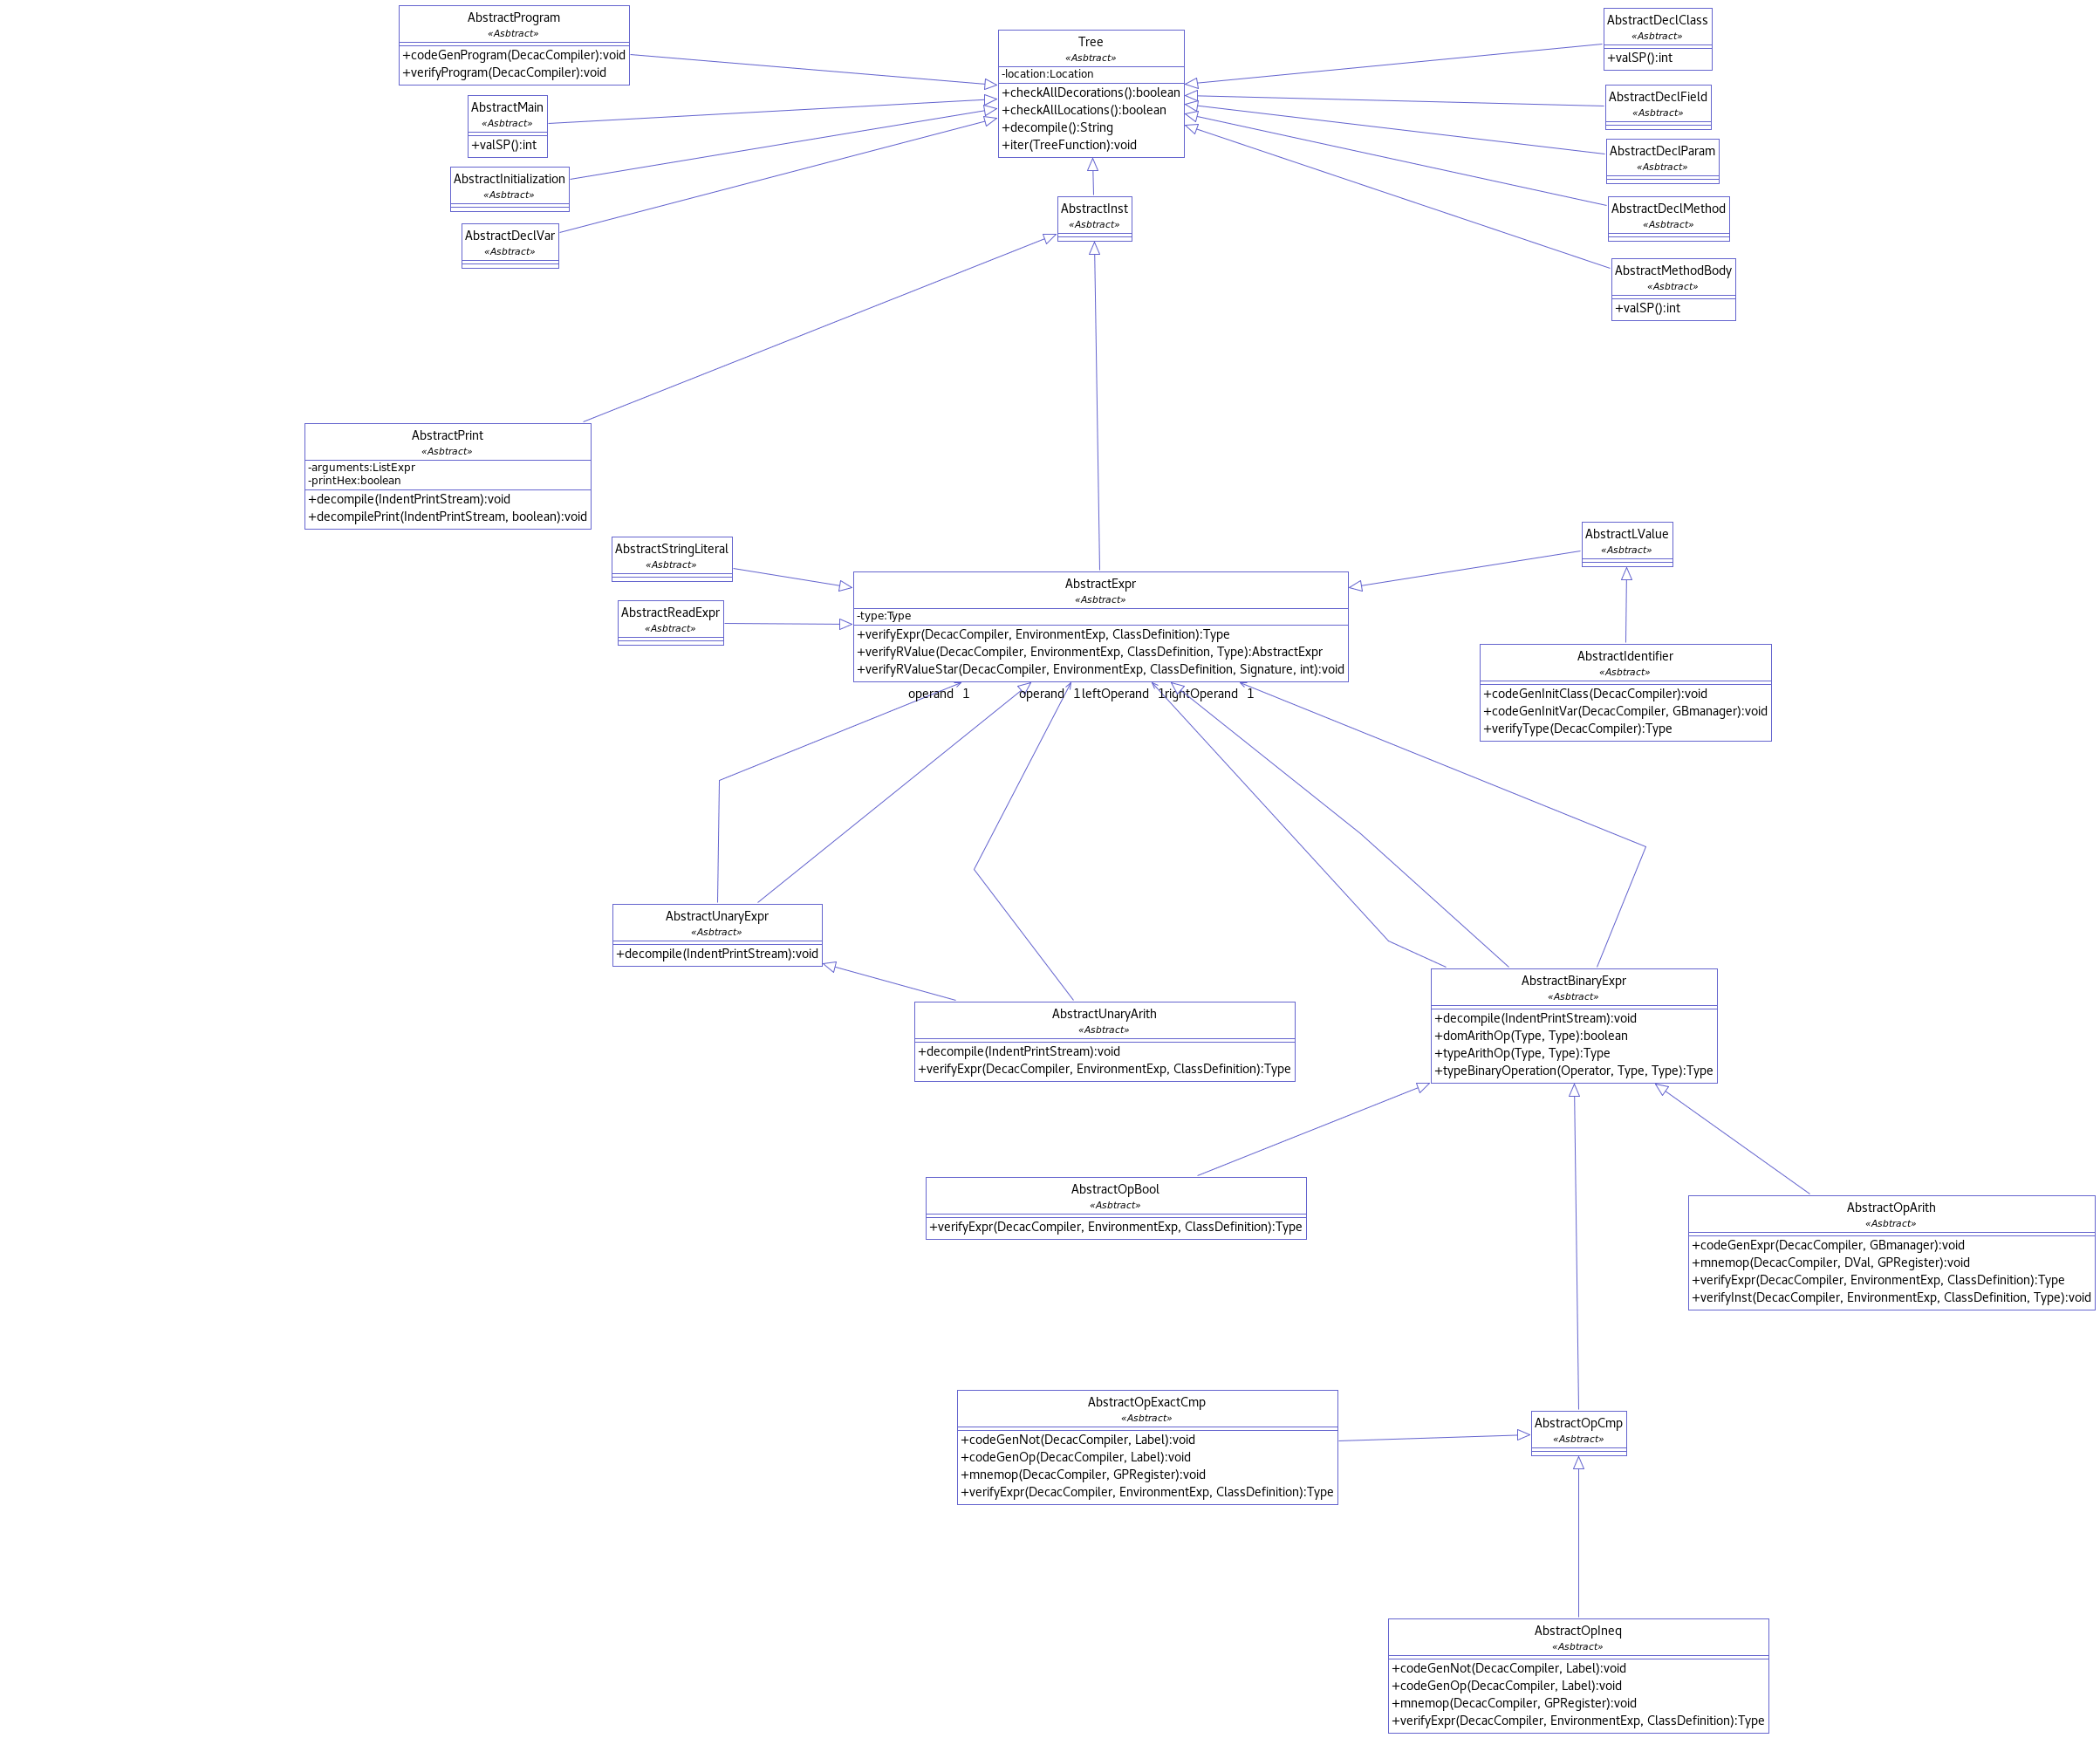 AbstractProgram
«Asbtract»
+codeGenProgram(DecacCompiler):void
+verifyProgram(DecacCompiler):void
Tree
«Asbtract»
-location:Location
+checkAllDecorations():boolean
+checkAllLocations():boolean
+decompile():String
+iter(TreeFunction):void
AbstractDeclClass
«Asbtract»
+valSP():int
AbstractMain
«Asbtract»
+valSP():int
AbstractDeclField
«Asbtract»
AbstractDeclParam
«Asbtract»
AbstractInitialization
«Asbtract»
AbstractInst
«Asbtract»
AbstractDeclMethod
«Asbtract»
AbstractDeclVar
«Asbtract»
AbstractMethodBody
«Asbtract»
+valSP():int
AbstractPrint
«Asbtract»
-arguments:ListExpr
-printHex:boolean
+decompile(IndentPrintStream):void
+decompilePrint(IndentPrintStream, boolean):void
AbstractStringLiteral
«Asbtract»
AbstractLValue
«Asbtract»
AbstractExpr
«Asbtract»
-type:Type
+verifyExpr(DecacCompiler, EnvironmentExp, ClassDefinition):Type
+verifyRValue(DecacCompiler, EnvironmentExp, ClassDefinition, Type):AbstractExpr
+verifyRValueStar(DecacCompiler, EnvironmentExp, ClassDefinition, Signature, int):void
AbstractReadExpr
«Asbtract»
AbstractIdentifier
«Asbtract»
+codeGenInitClass(DecacCompiler):void
+codeGenInitVar(DecacCompiler, GBmanager):void
+verifyType(DecacCompiler):Type
operand 1
operand 1
leftOperand 1
rightOperand 1
AbstractUnaryExpr
«Asbtract»
+decompile(IndentPrintStream):void
AbstractUnaryArith
«Asbtract»
+decompile(IndentPrintStream):void
+verifyExpr(DecacCompiler, EnvironmentExp, ClassDefinition):Type
AbstractBinaryExpr
«Asbtract»
+decompile(IndentPrintStream):void
+domArithOp(Type, Type):boolean
+typeArithOp(Type, Type):Type
+typeBinaryOperation(Operator, Type, Type):Type
AbstractOpBool
«Asbtract»
+verifyExpr(DecacCompiler, EnvironmentExp, ClassDefinition):Type
AbstractOpArith
«Asbtract»
+codeGenExpr(DecacCompiler, GBmanager):void
+mnemop(DecacCompiler, DVal, GPRegister):void
+verifyExpr(DecacCompiler, EnvironmentExp, ClassDefinition):Type
+verifyInst(DecacCompiler, EnvironmentExp, ClassDefinition, Type):void
AbstractOpExactCmp
«Asbtract»
+codeGenNot(DecacCompiler, Label):void
+codeGenOp(DecacCompiler, Label):void
+mnemop(DecacCompiler, GPRegister):void
+verifyExpr(DecacCompiler, EnvironmentExp, ClassDefinition):Type
AbstractOpCmp
«Asbtract»
AbstractOpIneq
«Asbtract»
+codeGenNot(DecacCompiler, Label):void
+codeGenOp(DecacCompiler, Label):void
+mnemop(DecacCompiler, GPRegister):void
+verifyExpr(DecacCompiler, EnvironmentExp, ClassDefinition):Type